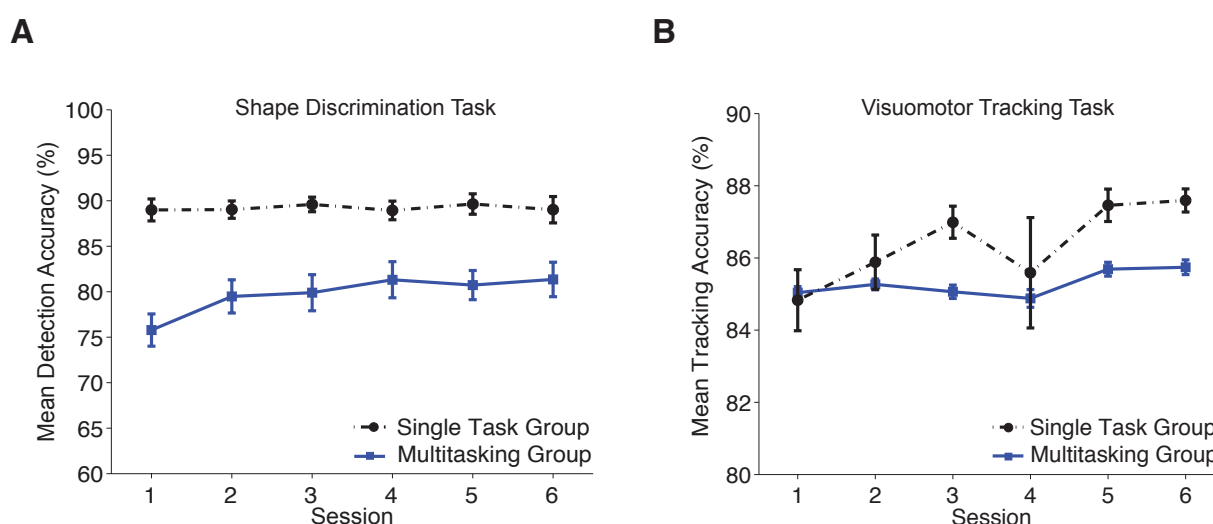 A
Shape Discrimination Task
Mean Detection Accuracy (%)
100
95
90
85
80
75
70
65
60
Single Task Group
Multitasking Group
1 2 3 4 5 6
Session
B
Visuomotor Tracking Task
Mean Tracking Accuracy (%)
90
88
86
84
82
80
Single Task Group
Multitasking Group
1 2 3 4 5 6
Session